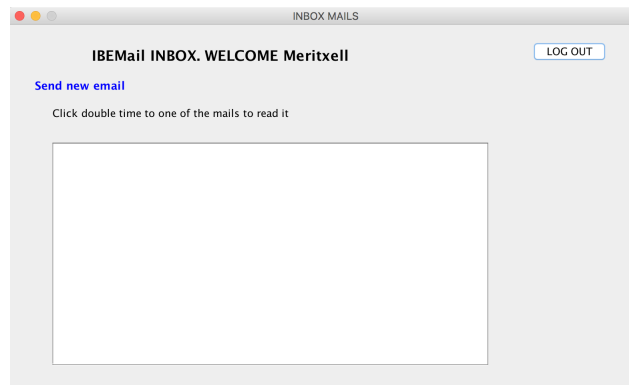 INBOX MAILS
IBEMail INBOX. WELCOME Meritxell
LOG OUT
Send new email
Click double time to one of the mails to read it